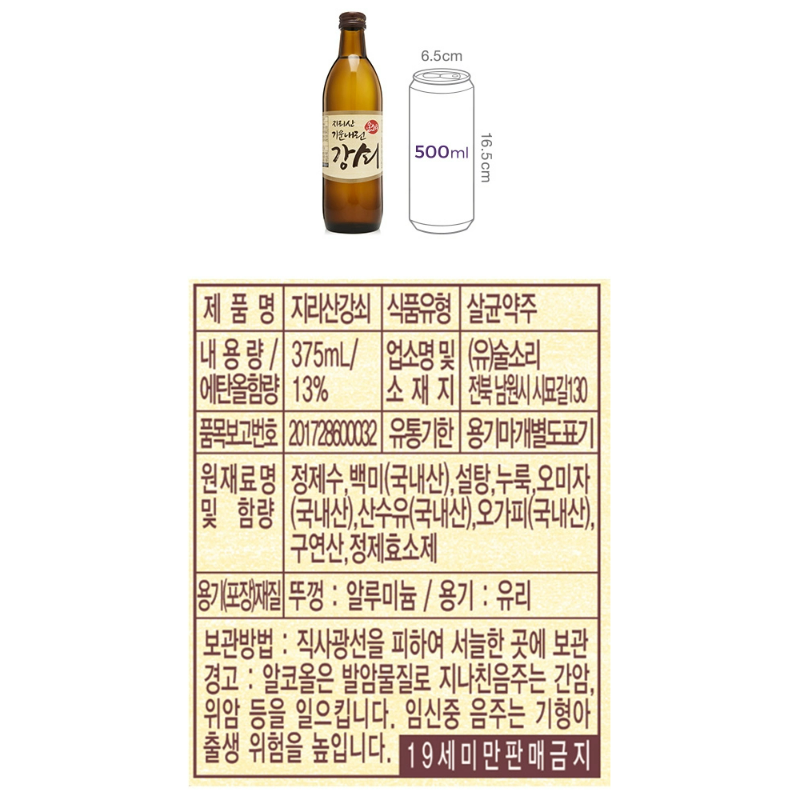 6.5cm
지리산
기운내린
강쇠
500ml
16.5cm
제 품 명 지리산강쇠 식품유형 살균약주
내 용 량 / 375mL/ 업소명 및 (유)술소리
에탄올함량 13% 소 재 지 전북 남원시 시묘길130
품목보고번호 201728600032 유통기한 용기마개별도표기
원재료명 정제수,백미(국내산),설탕,누룩,오미자
및 함량 (국내산),산수유(국내산),오가피(국내산),
구연산,정제효소제
용기(포장)재질 뚜껑 : 알루미늄 / 용기 : 유리
보관방법 : 직사광선을 피하여 서늘한 곳에 보관
경고 : 알코올은 발암물질로 지나친음주는 간암,
위암 등을 일으킵니다. 임신중 음주는 기형아
출생 위험을 높입니다. 19세미만판매금지